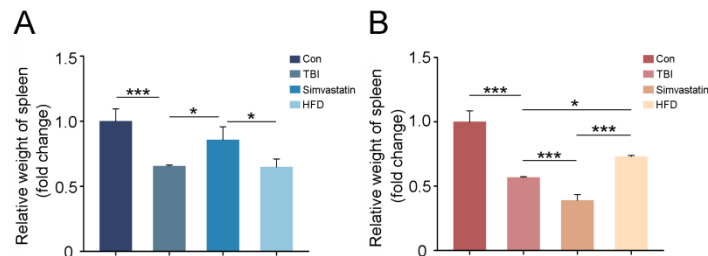 A
Relative weight of spleen
(fold change)
1.5
1.0
0.5
0
***
*
*
Con
TBI
Simvastatin
HFD
B
Relative weight of spleen
(fold change)
1.5
1.0
0.5
0
***
*
***
***
Con
TBI
Simvastatin
HFD